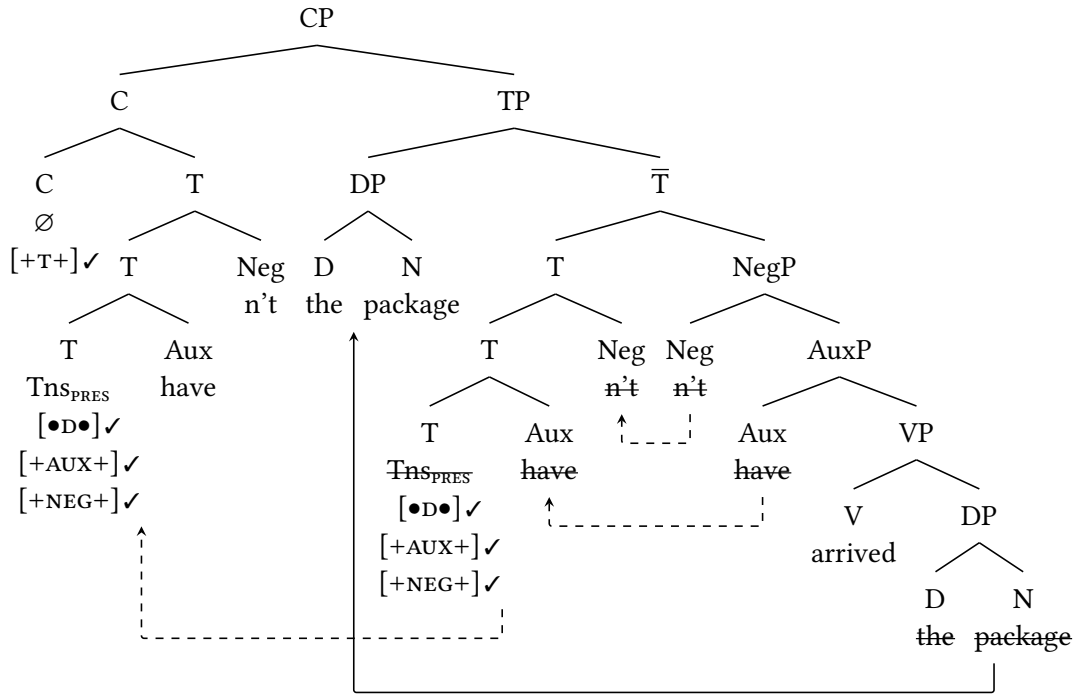 CP
C TP
C T DP T̅
∅
[+T+]✓ T Neg D N T NegP
n't the package
T Aux T Neg Neg AuxP
Tns_PRES have n't n't
[•D•]✓ T Aux Aux VP
[+AUX+]✓ Tns_PRES have have
[+NEG+]✓ [•D•]✓ V DP
[+AUX+]✓ arrived
[+NEG+]✓ D N
the package